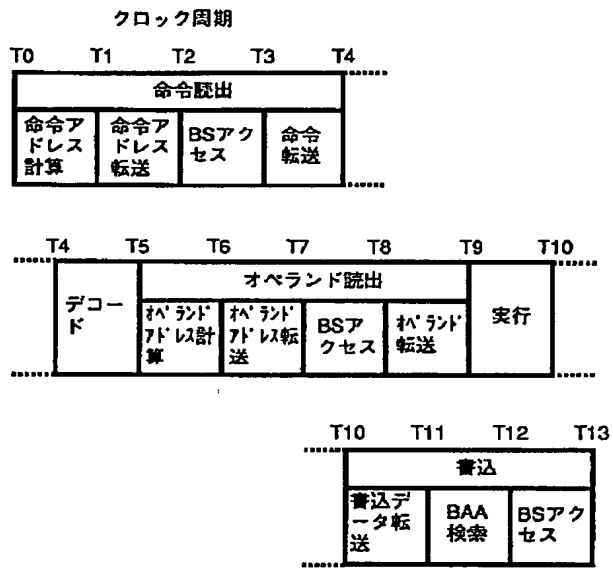 クロック周期
T0 T1 T2 T3 T4
命令読出
命令ア
ドレス
計算
命令ア
ドレス
転送
BSアク
セス
命令
転送
T4 T5 T6 T7 T8 T9 T10
デコー
ド
オペランド読出
ｵﾍﾟﾗﾝﾄﾞ
ｱﾄﾞﾚｽ計
算
ｵﾍﾟﾗﾝﾄﾞ
ｱﾄﾞﾚｽ転
送
BSア
クセス
ｵﾍﾟﾗﾝﾄﾞ
転送
実行
T10 T11 T12 T13
書込
書込デ
ータ転
送
BAA
検索
BSアク
セス